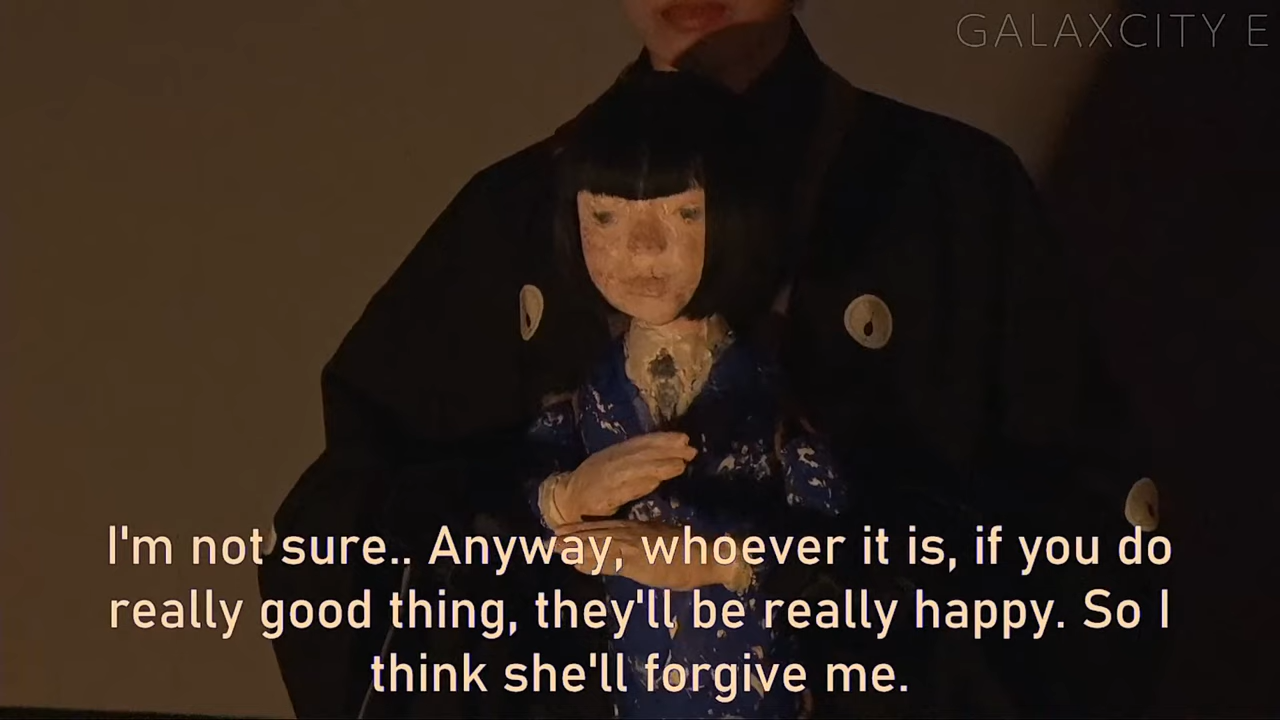 GALAXCITY E
I'm not sure.. Anyway, whoever it is, if you do
really good thing, they'll be really happy. So I
think she'll forgive me.